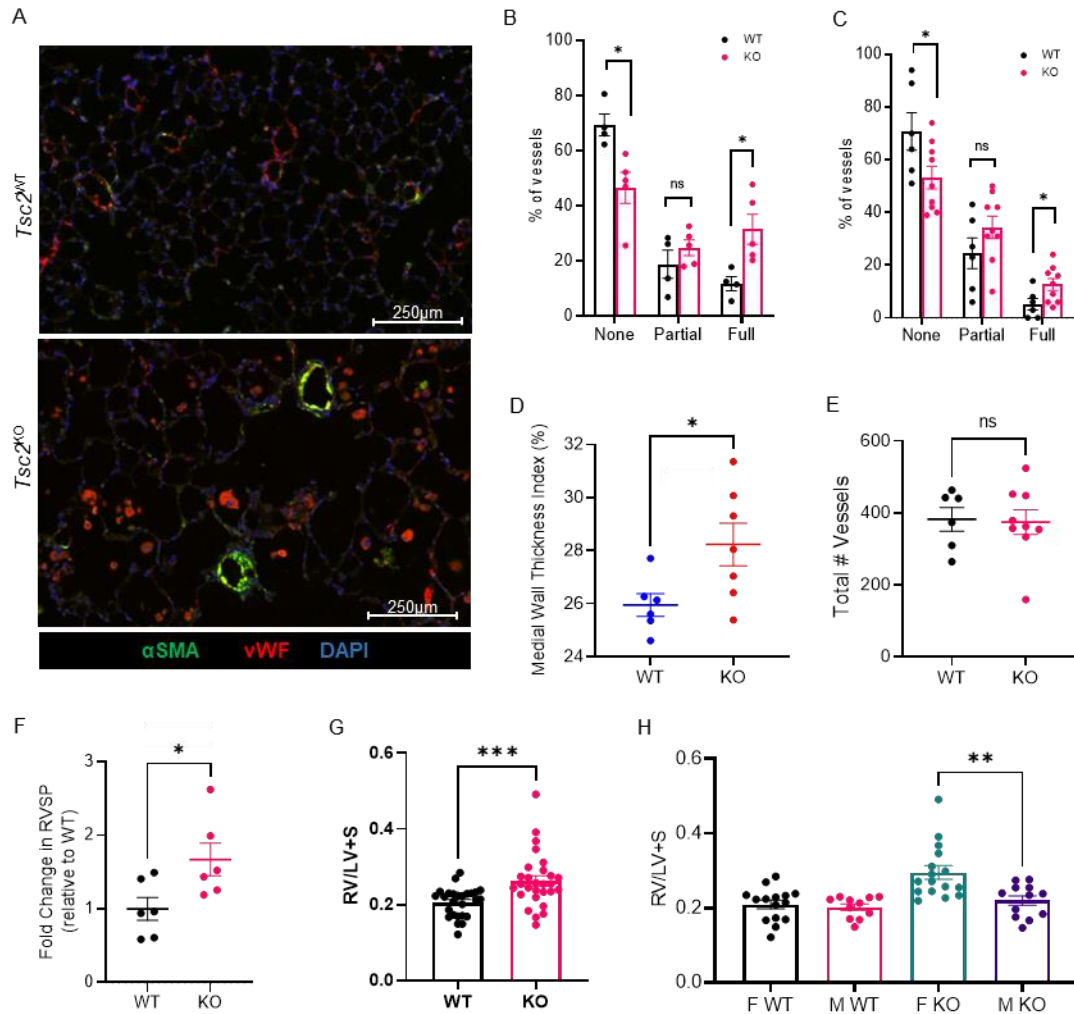 A
Tsc2WT
250µm
Tsc2KO
250µm
αSMA vWF DAPI
B
% of vessels
100
80
60
40
20
0
*
ns
*
WT
KO
None Partial Full
C
% of vessels
100
80
60
40
20
0
*
ns
*
WT
KO
None Partial Full
D
Medial Wall Thickness Index (%)
32
30
28
26
24
*
WT KO
E
Total # Vessels
600
400
200
0
ns
WT KO
F
Fold Change in RVSP
(relative to WT)
3
2
1
0
*
WT KO
G
RV/LV+S
0.6
0.4
0.2
0.0
***
WT KO
H
RV/LV+S
0.6
0.4
0.2
0.0
**
F WT M WT F KO M KO